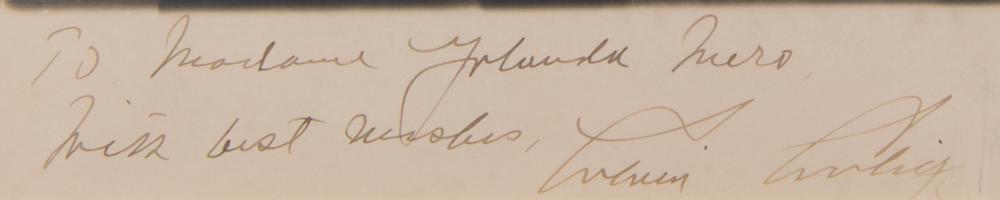 To Madame Yolanda Mero,
With best wishes, Calvin Coolidge